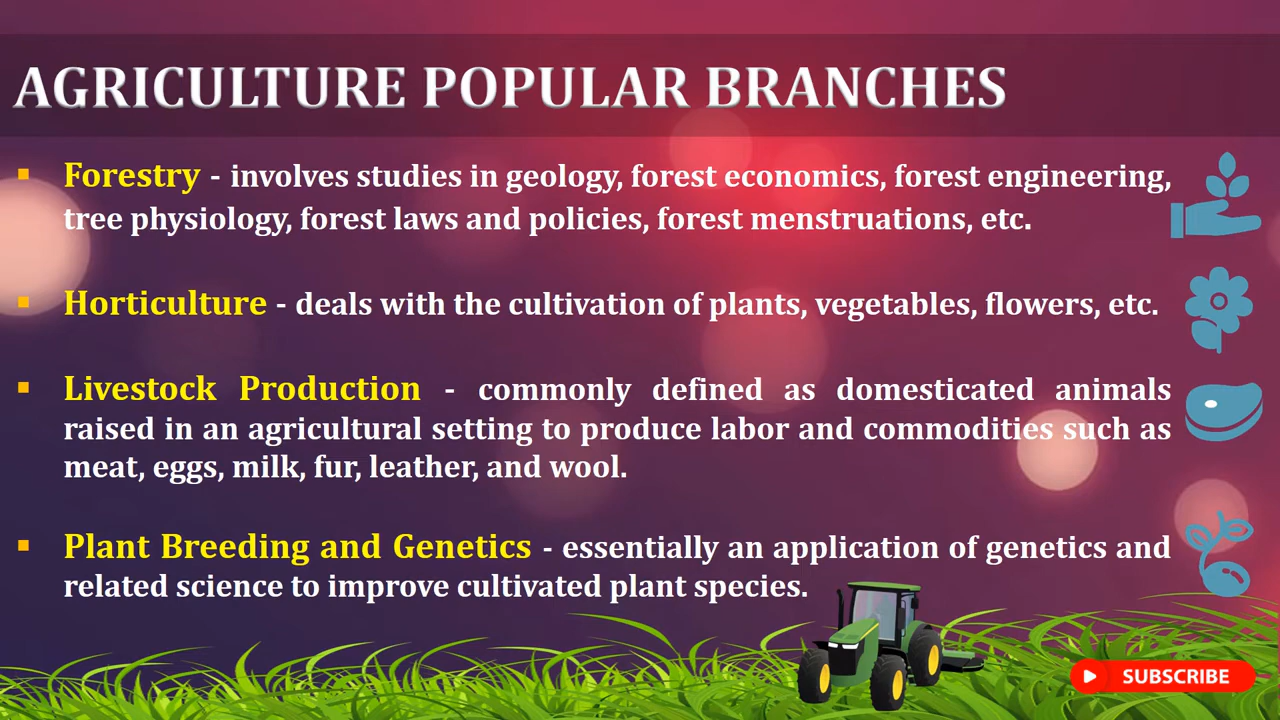 AGRICULTURE POPULAR BRANCHES
▪ Forestry - involves studies in geology, forest economics, forest engineering,
tree physiology, forest laws and policies, forest menstruations, etc.
▪ Horticulture - deals with the cultivation of plants, vegetables, flowers, etc.
▪ Livestock Production - commonly defined as domesticated animals
raised in an agricultural setting to produce labor and commodities such as
meat, eggs, milk, fur, leather, and wool.
▪ Plant Breeding and Genetics - essentially an application of genetics and
related science to improve cultivated plant species.
SUBSCRIBE